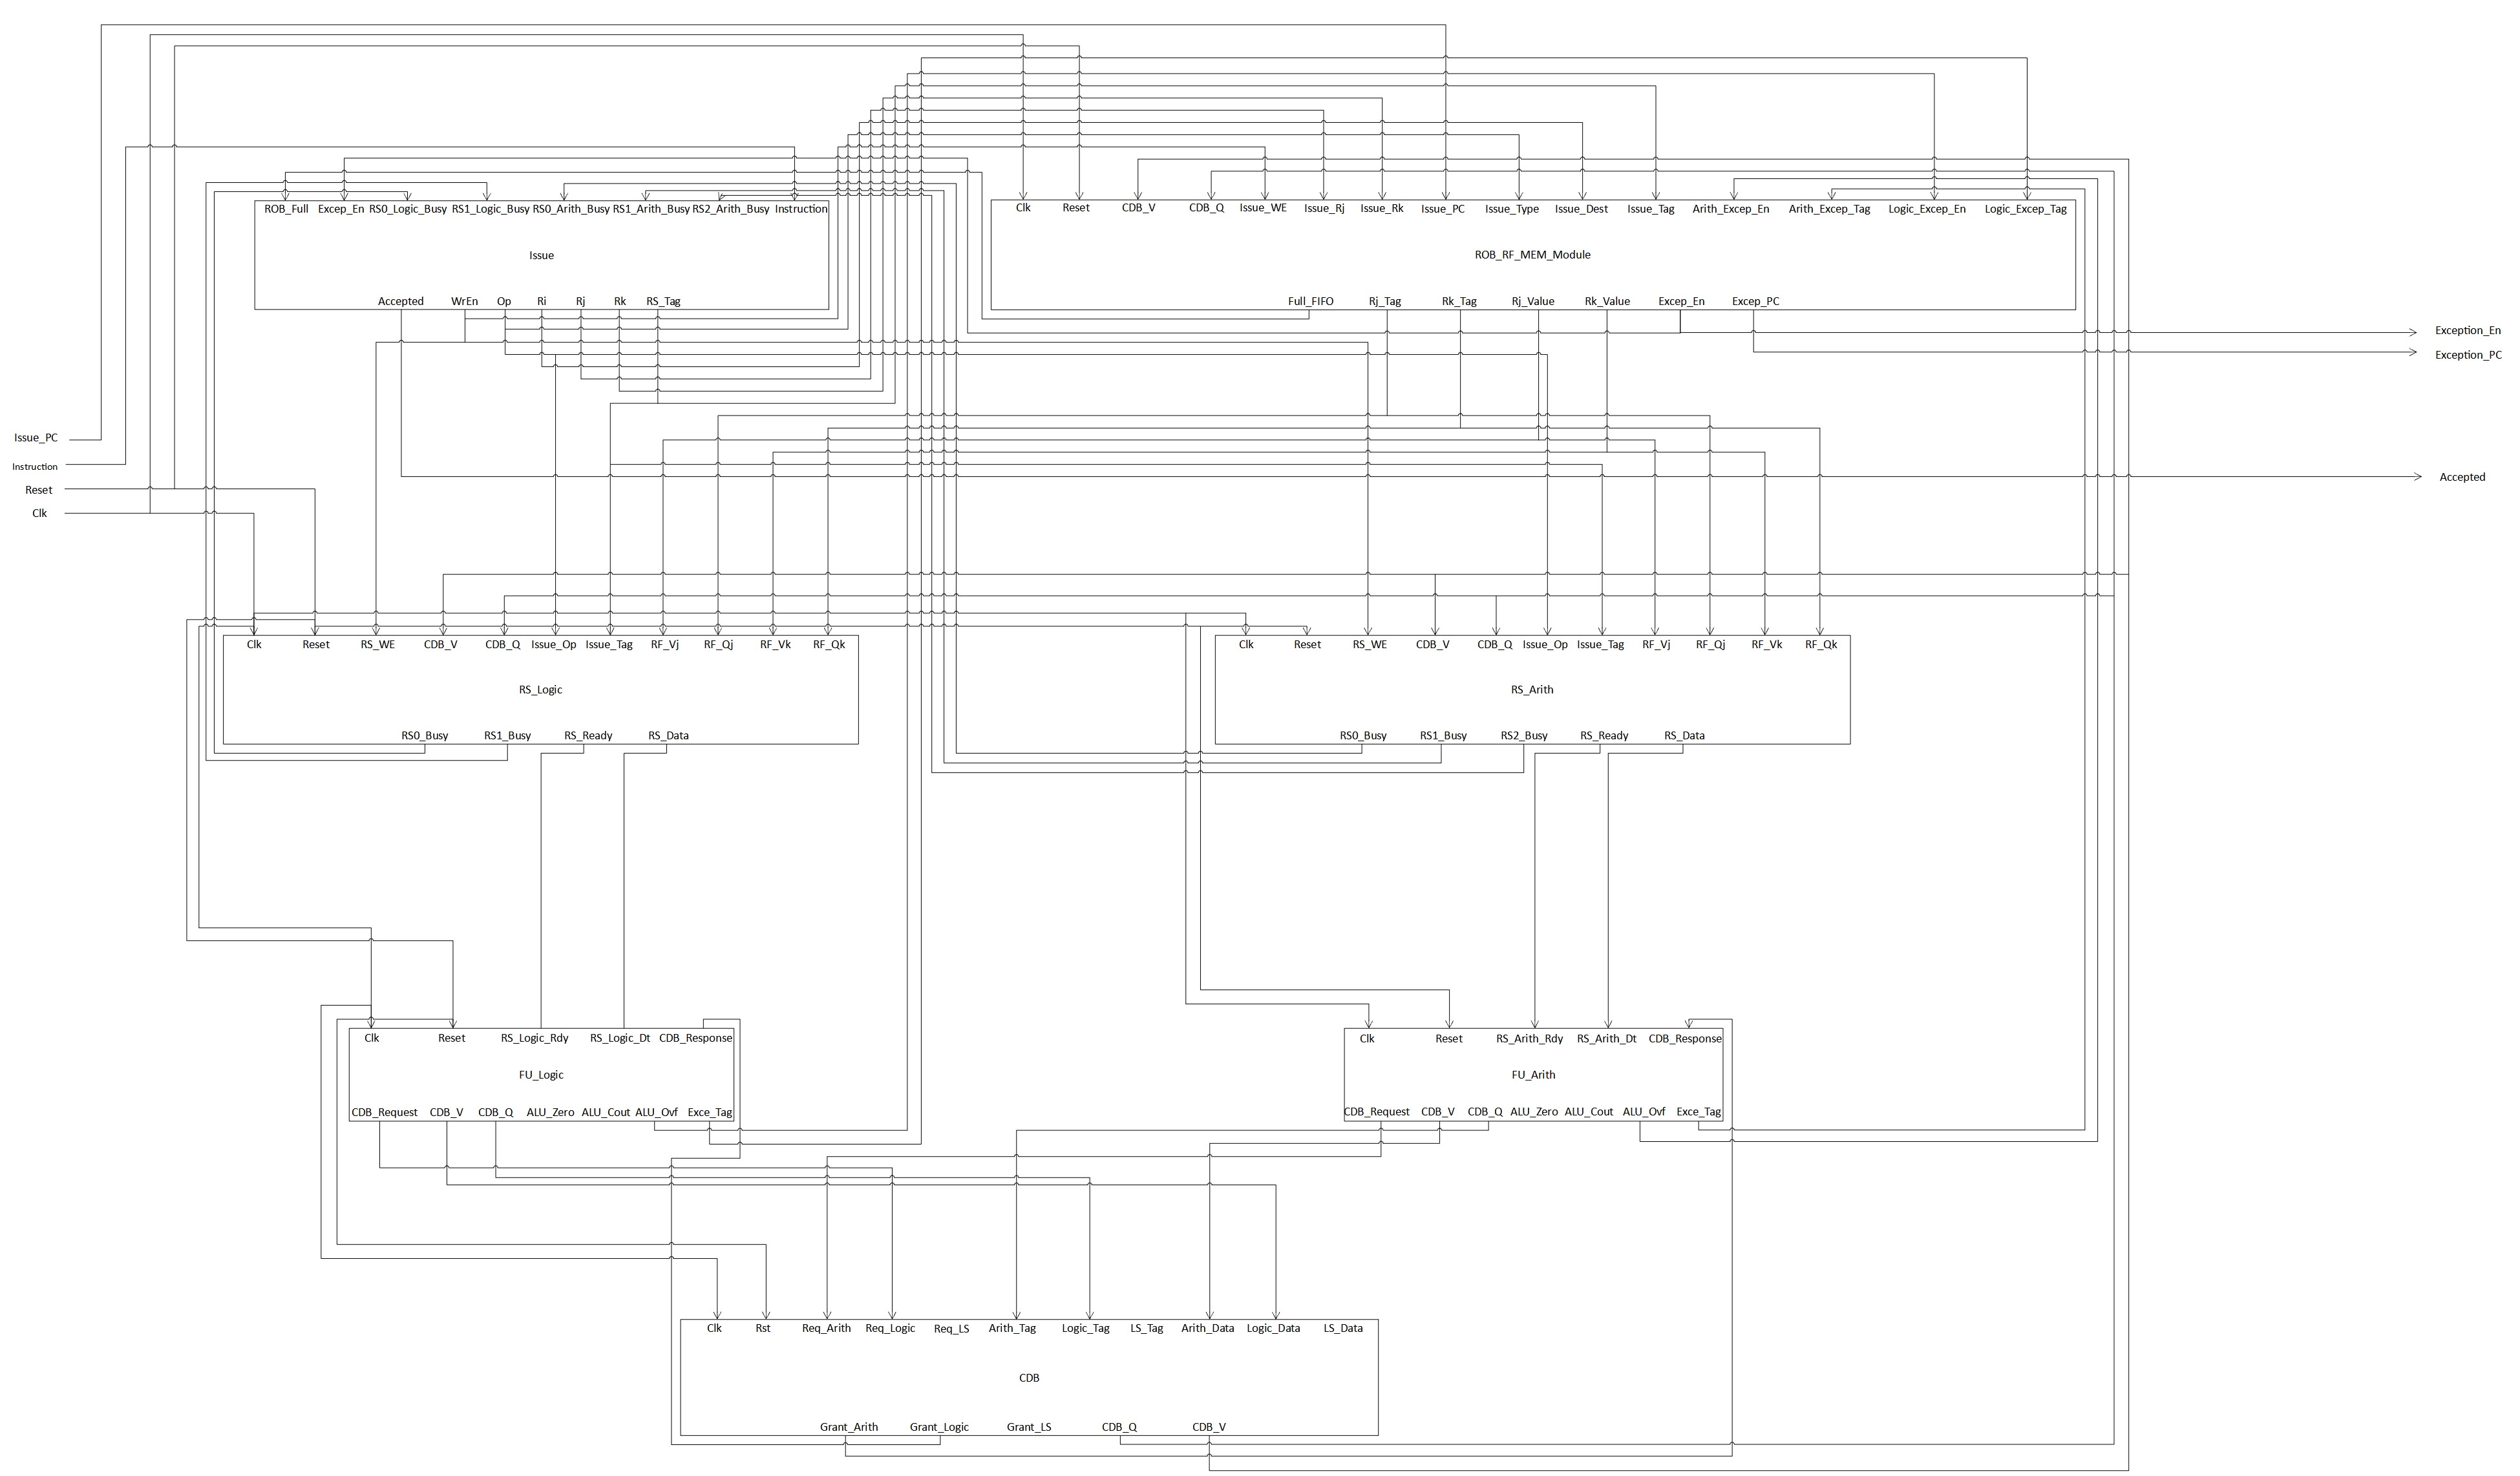 ROB_Full Excep_En RS0_Logic_Busy RS1_Logic_Busy RS0_Arith_Busy RS1_Arith_Busy RS2_Arith_Busy Instruction
Issue
Accepted WrEn Op Ri Rj Rk RS_Tag
Clk Reset CDB_V CDB_Q Issue_WE Issue_Rj Issue_Rk Issue_PC Issue_Type Issue_Dest Issue_Tag Arith_Excep_En Arith_Excep_Tag Logic_Excep_En Logic_Excep_Tag
ROB_RF_MEM_Module
Full_FIFO Rj_Tag Rk_Tag Rj_Value Rk_Value Excep_En Excep_PC
Exception_En
Exception_PC
Issue_PC
Instruction
Reset
Clk
Accepted
Clk Reset RS_WE CDB_V CDB_Q Issue_Op Issue_Tag RF_Vj RF_Qj RF_Vk RF_Qk
RS_Logic
RS0_Busy RS1_Busy RS_Ready RS_Data
Clk Reset RS_WE CDB_V CDB_Q Issue_Op Issue_Tag RF_Vj RF_Qj RF_Vk RF_Qk
RS_Arith
RS0_Busy RS1_Busy RS2_Busy RS_Ready RS_Data
Clk Reset RS_Logic_Rdy RS_Logic_Dt CDB_Response
FU_Logic
CDB_Request CDB_V CDB_Q ALU_Zero ALU_Cout ALU_Ovf Exce_Tag
Clk Reset RS_Arith_Rdy RS_Arith_Dt CDB_Response
FU_Arith
CDB_Request CDB_V CDB_Q ALU_Zero ALU_Cout ALU_Ovf Exce_Tag
Clk Rst Req_Arith Req_Logic Req_LS Arith_Tag Logic_Tag LS_Tag Arith_Data Logic_Data LS_Data
CDB
Grant_Arith Grant_Logic Grant_LS CDB_Q CDB_V